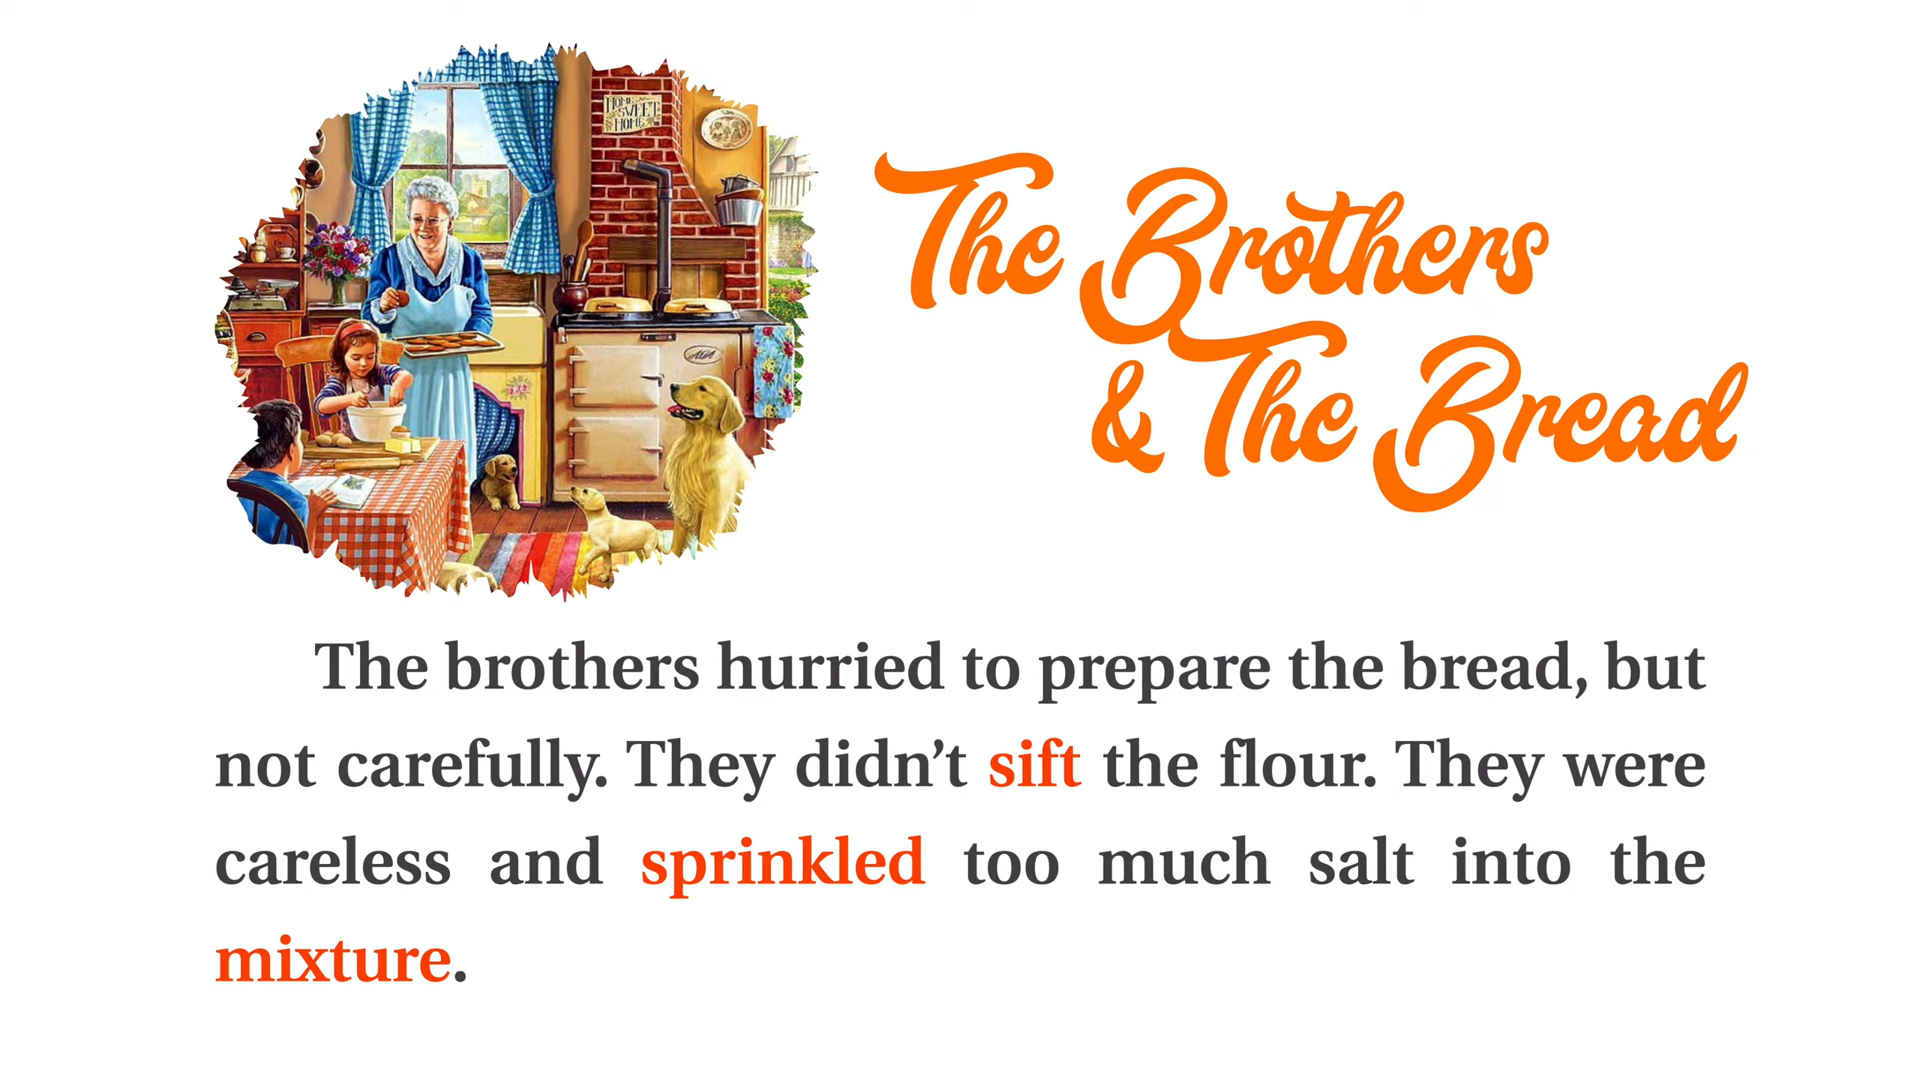 HOME
SWEET
HOME
The Brothers
& The Bread
The brothers hurried to prepare the bread, but
not carefully. They didn’t sift the flour. They were
careless and sprinkled too much salt into the
mixture.